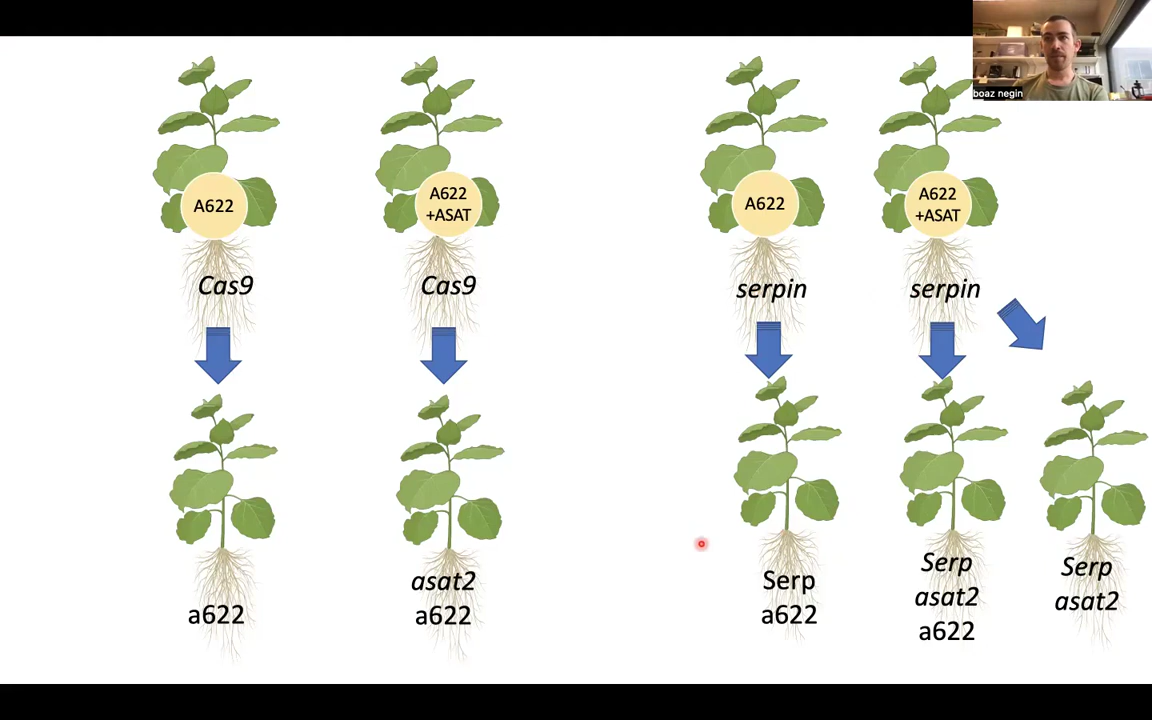 boaz negin
A622
A622
+ASAT
A622
A622
+ASAT
Cas9
Cas9
serpin
serpin
a622
asat2
a622
Serp
a622
Serp
asat2
a622
Serp
asat2